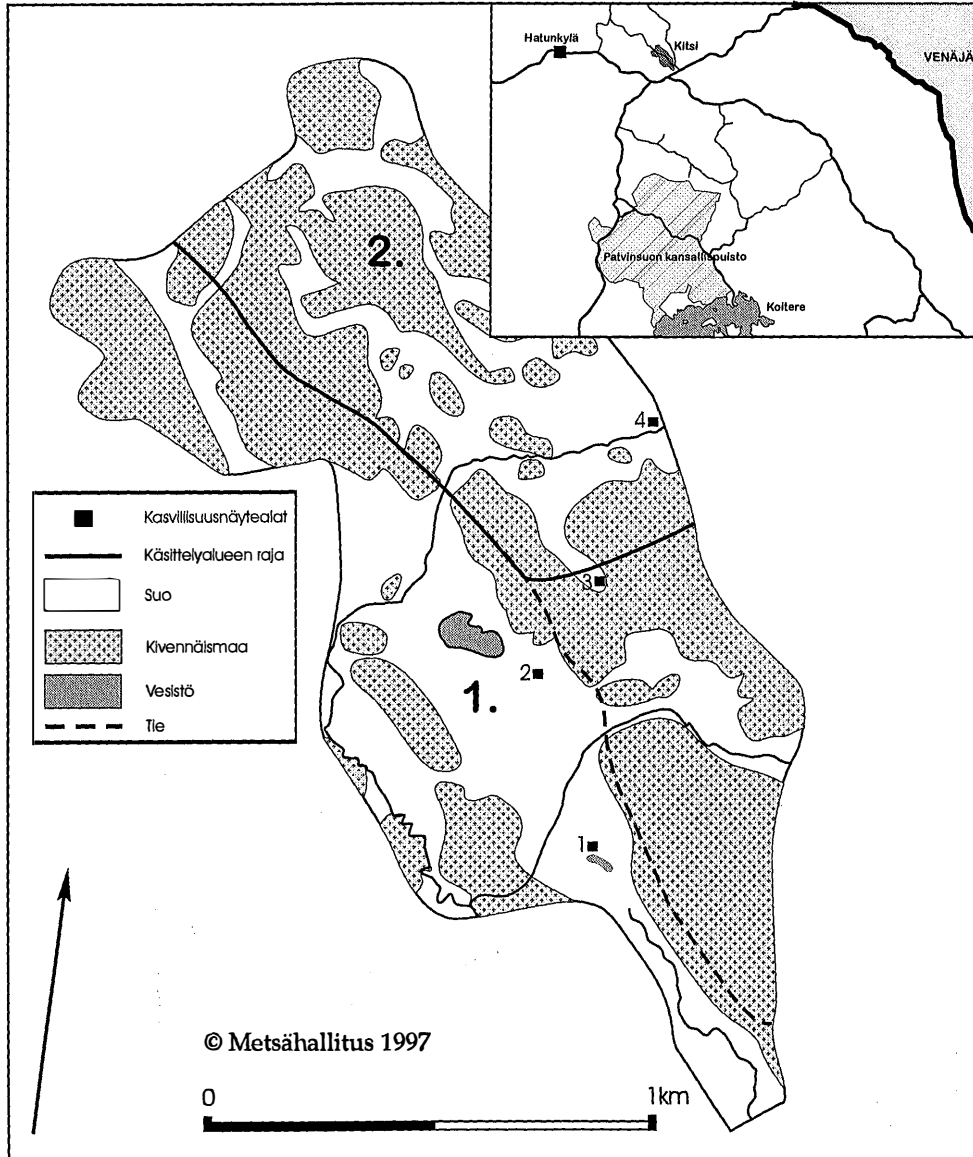 Hatunkylä
Kitsi
VENÄJÄ
Patvinsuon kansallispuisto
Koitere
2.
4
3
2
1.
1
Kasvillisuusnäytealat
Käsittelyalueen raja
Suo
Kivennäismaa
Vesistö
Tie
© Metsähallitus 1997
0
1km